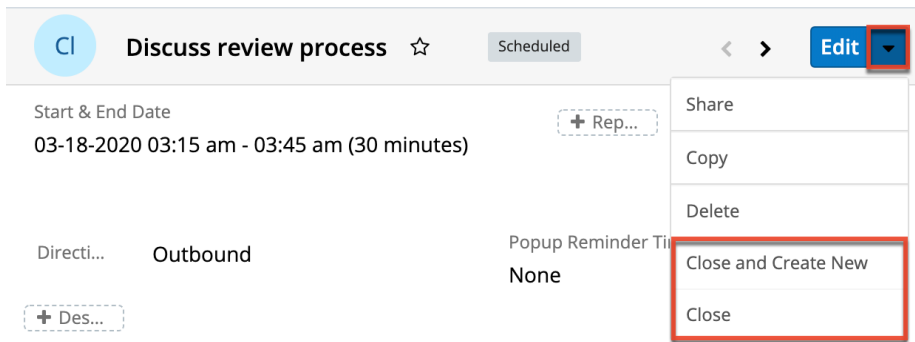 Cl Discuss review process Scheduled Edit
Start & End Date
03-18-2020 03:15 am - 03:45 am (30 minutes)
Rep...
Directi... Outbound
Popup Reminder Ti
None
Des...
Share
Copy
Delete
Close and Create New
Close